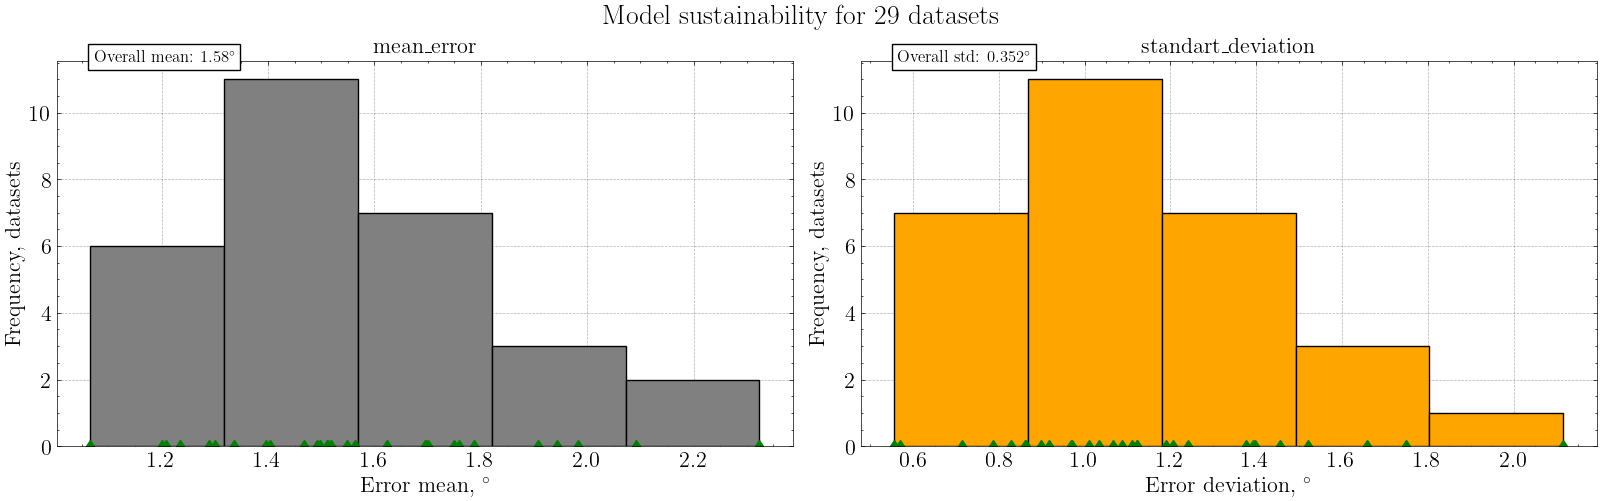 Model sustainability for 29 datasets
mean_error
Overall mean: 1.58°
Frequency, datasets
10
8
6
4
2
0
1.2 1.4 1.6 1.8 2.0 2.2
Error mean, °
standart_deviation
Overall std: 0.352°
Frequency, datasets
10
8
6
4
2
0
0.6 0.8 1.0 1.2 1.4 1.6 1.8 2.0
Error deviation, °